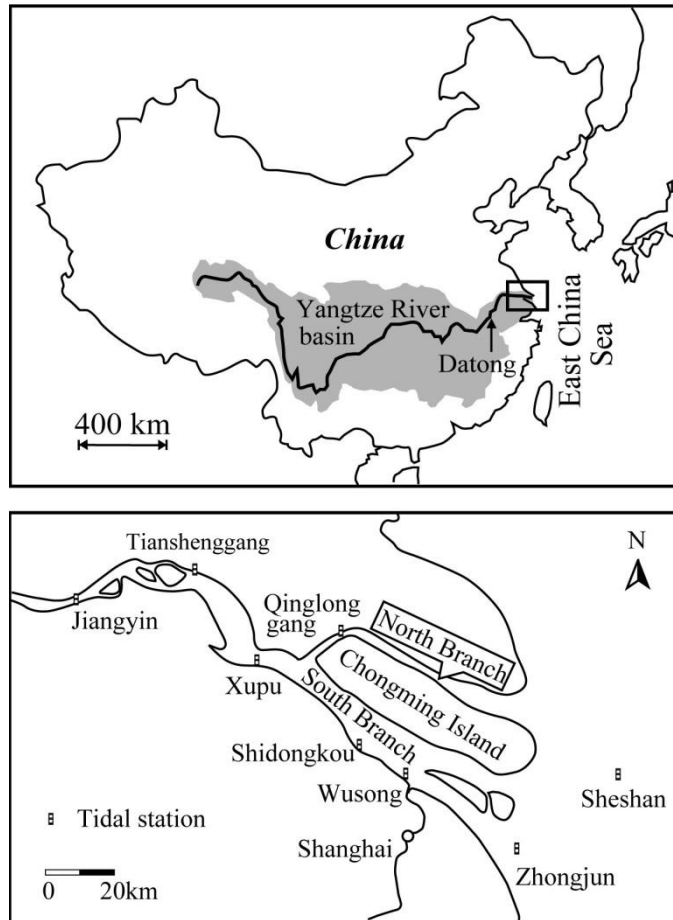 China
Yangtze River
basin
Datong
East China
Sea
400 km
Tianshenggang
N
Jiangyin
Qinglong
gang
North Branch
Xupu
Chongming Island
South Branch
Shidongkou
Wusong
Sheshan
Tidal station
Shanghai
Zhongjun
0 20km